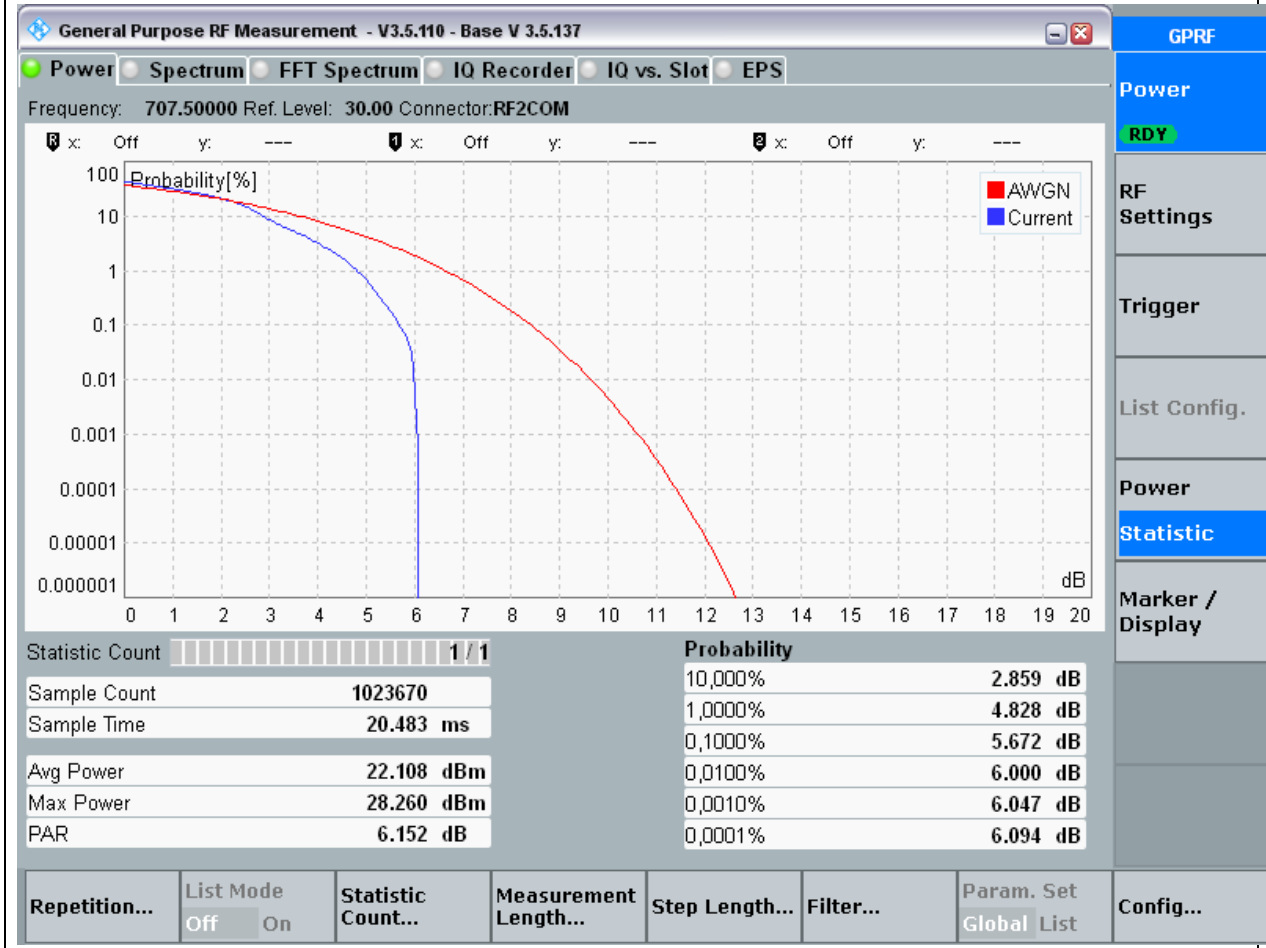 General Purpose RF Measurement - V3.5.110 - Base V 3.5.137
GPRF
Power Spectrum FFT Spectrum IQ Recorder IQ vs. Slot EPS
Frequency: 707.50000 Ref. Level: 30.00 Connector:RF2COM
R x: Off y: --- 1 x: Off y: --- 2 x: Off y: ---
Probability[%]
100
10
1
0.1
0.01
0.001
0.0001
0.00001
0.000001
AWGN
Current
dB
0 1 2 3 4 5 6 7 8 9 10 11 12 13 14 15 16 17 18 19 20
Statistic Count 1 / 1
Sample Count 1023670
Sample Time 20.483 ms
Avg Power 22.108 dBm
Max Power 28.260 dBm
PAR 6.152 dB
Probability
10,000% 2.859 dB
1,0000% 4.828 dB
0,1000% 5.672 dB
0,0100% 6.000 dB
0,0010% 6.047 dB
0,0001% 6.094 dB
Power
RDY
RF
Settings
Trigger
List Config.
Power
Statistic
Marker /
Display
Repetition...
List Mode
Off On
Statistic
Count...
Measurement
Length...
Step Length...
Filter...
Param. Set
Global List
Config...